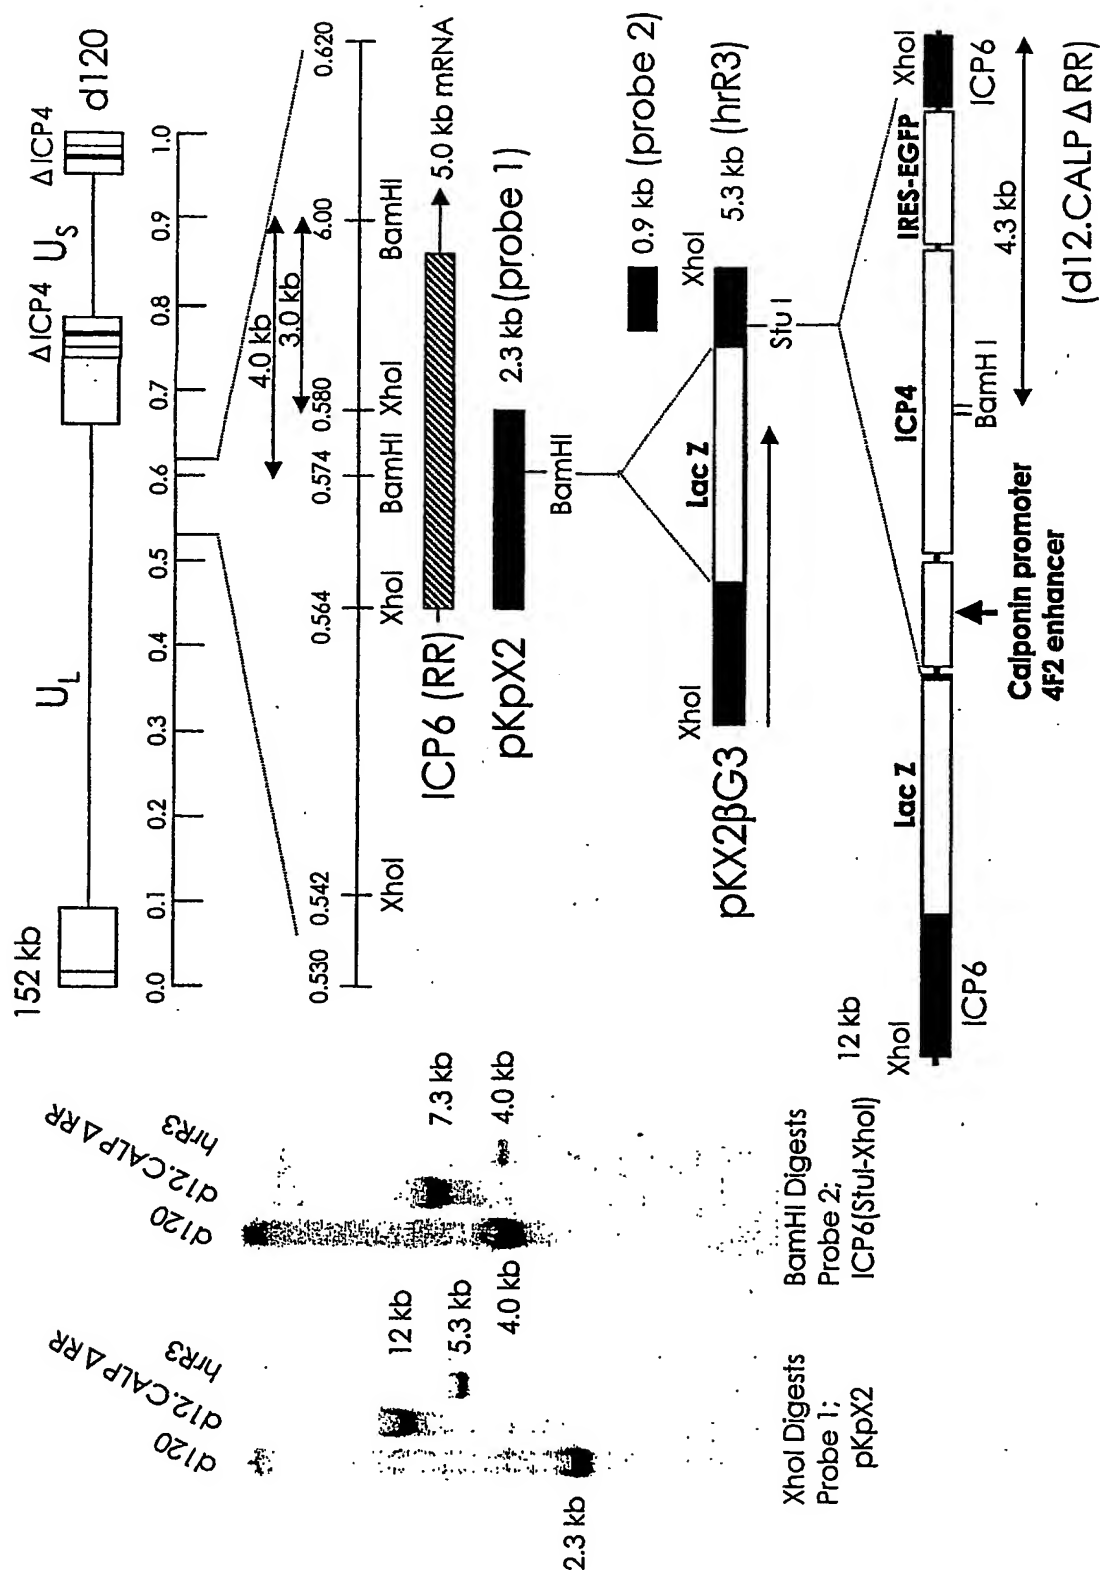 152 kb
U_L
ΔICP4
U_S
ΔICP4
d120
0.0 0.1 0.2 0.3 0.4 0.5 0.6 0.7 0.8 0.9 1.0
4.0 kb
3.0 kb
0.530 0.542 0.564 0.574 0.580 6.00 0.620
XhoI XhoI BamHI XhoI BamHI
ICP6 (RR)
5.0 kb mRNA
pKpX2
2.3 kb (probe 1)
BamHI
0.9 kb (probe 2)
XhoI
Lac Z
XhoI
5.3 kb (hrR3)
pKX2βG3
Stu I
12 kb
XhoI
Lac Z
ICP4
IRES-EGFP
XhoI
ICP6
Calponin promoter
4F2 enhancer
BamH I
4.3 kb
ICP6
(d12.CALP Δ RR)
d120
d12.CALP Δ RR
hrR3
12 kb
5.3 kb
4.0 kb
2.3 kb
XhoI Digests
Probe 1;
pKpX2
d120
d12.CALP Δ RR
hrR3
7.3 kb
4.0 kb
BamHI Digests
Probe 2;
ICP6(StuI-XhoI)